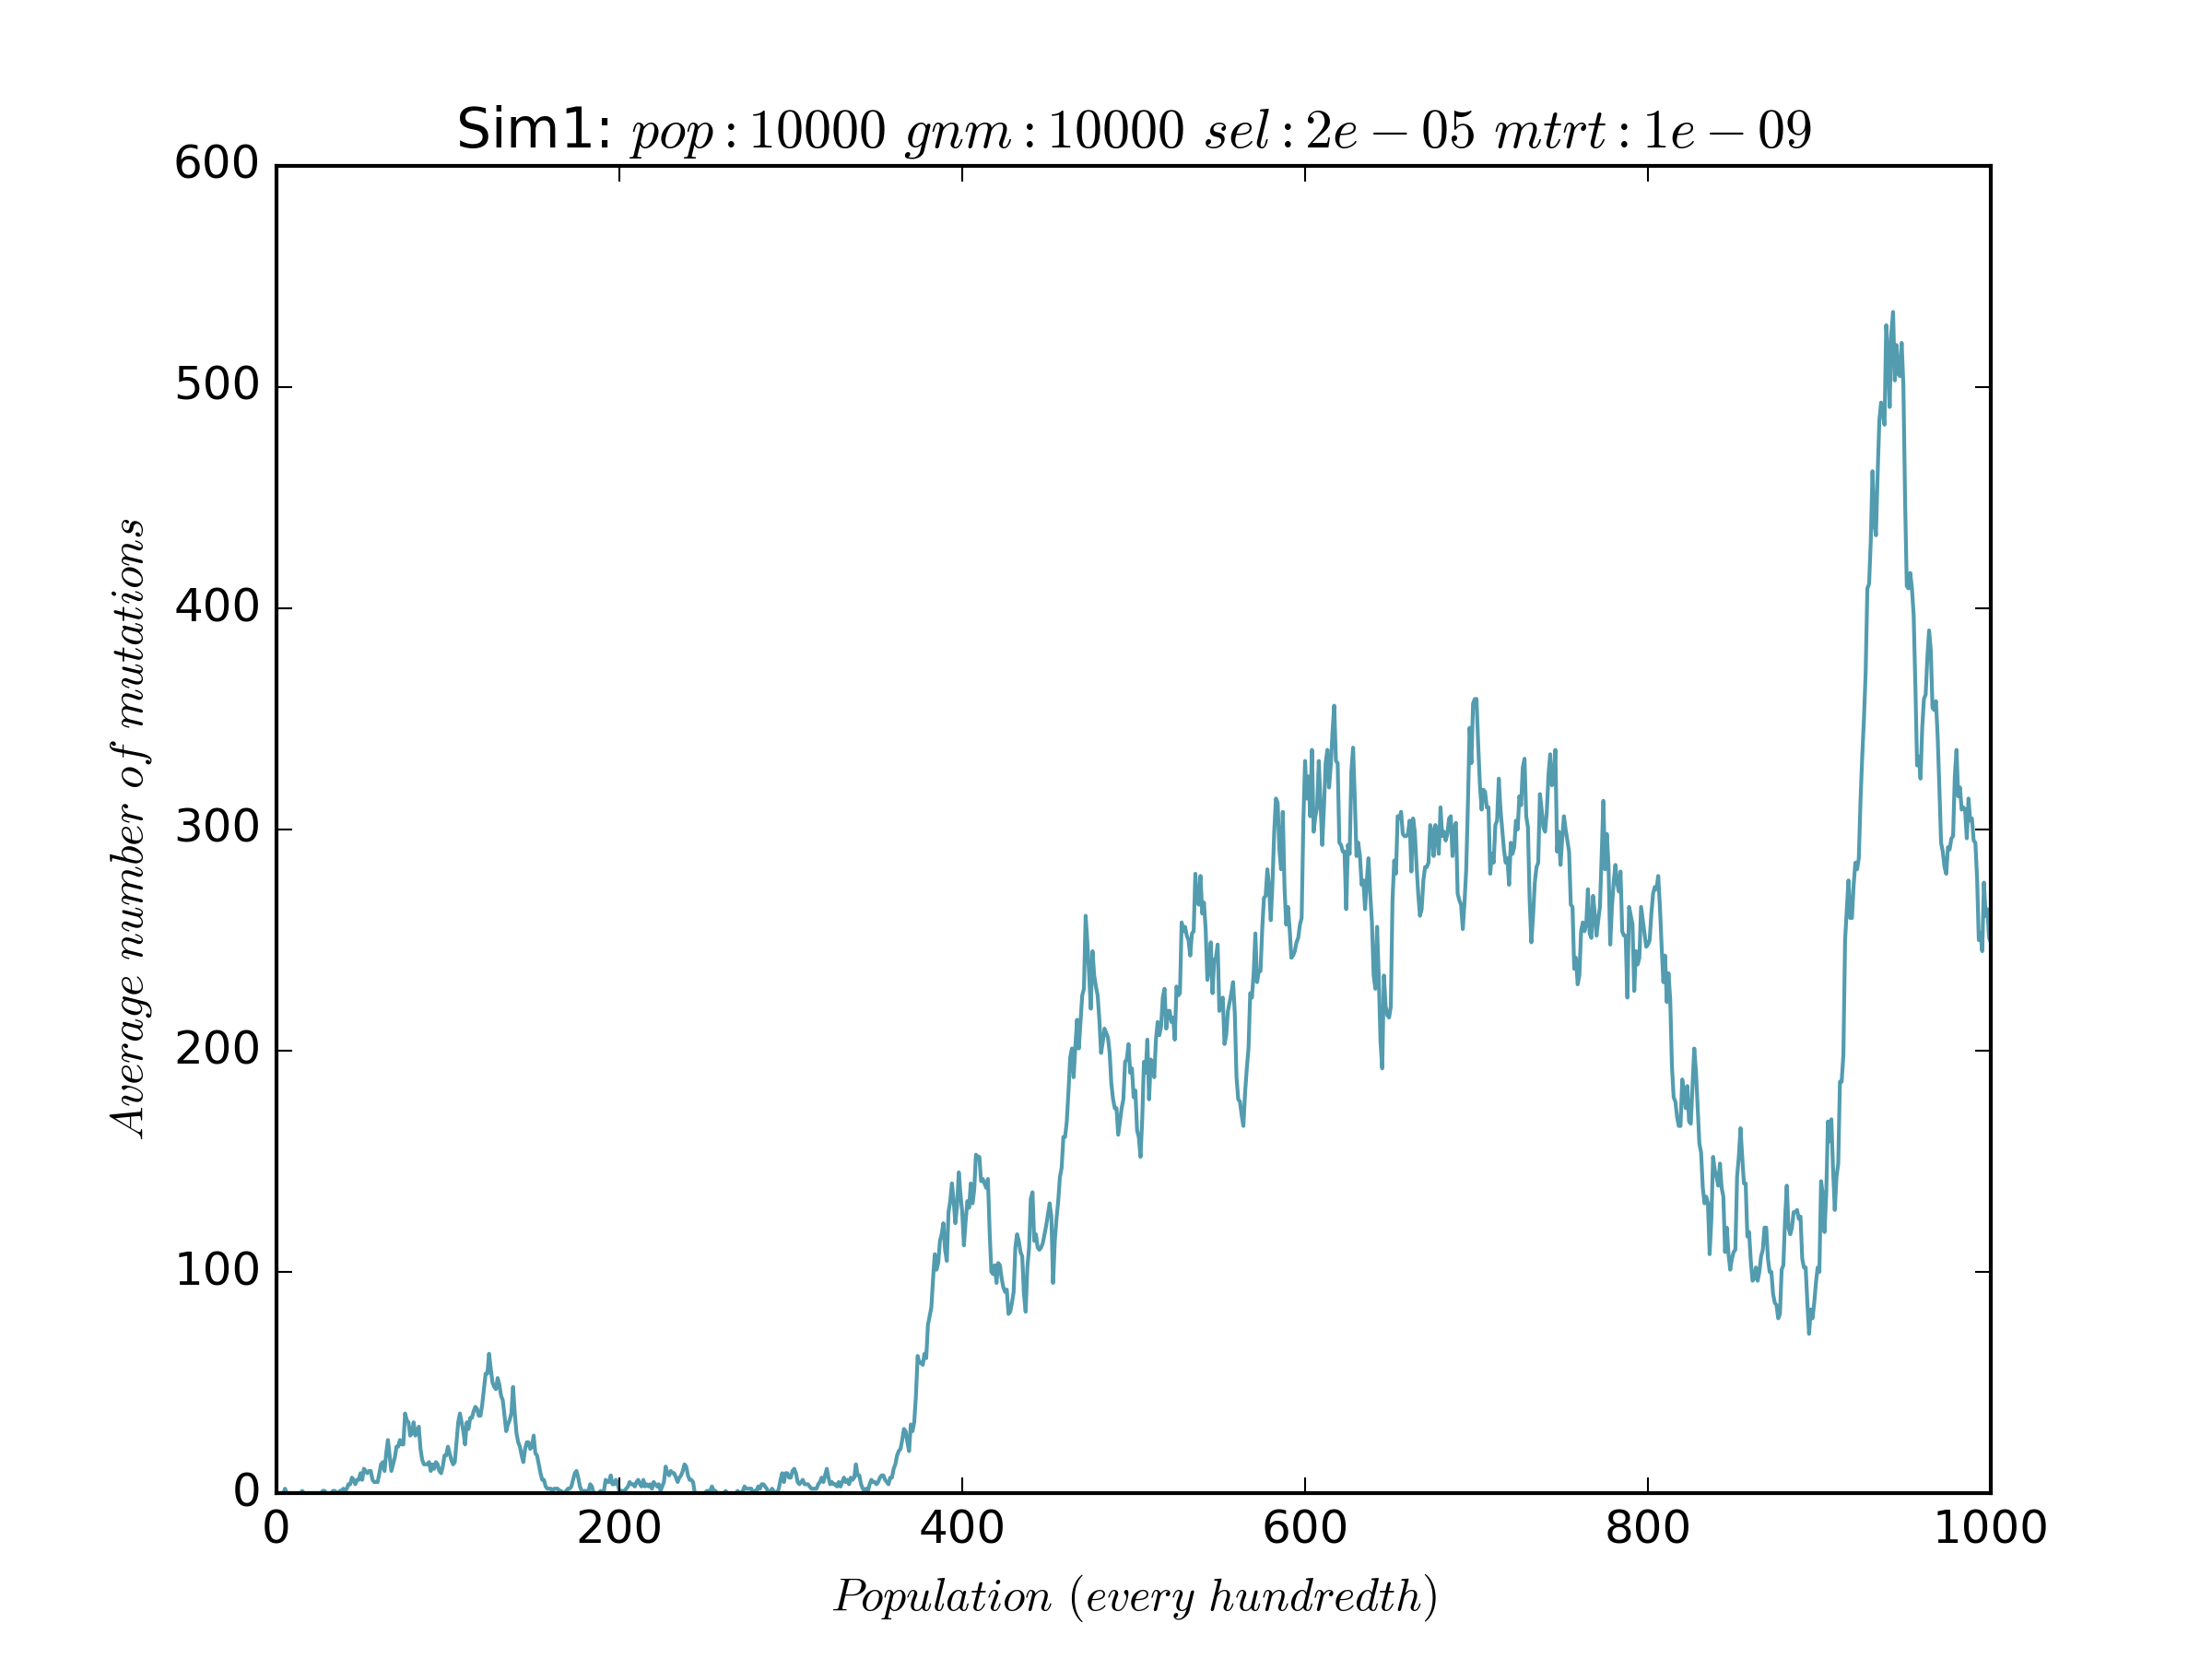 Sim1: pop : 10000 gnm : 10000 sel : 2e − 05 mtrt : 1e − 09
600
500
400
300
200
100
0
Average number of mutations
0 200 400 600 800 1000
Population (every hundredth)